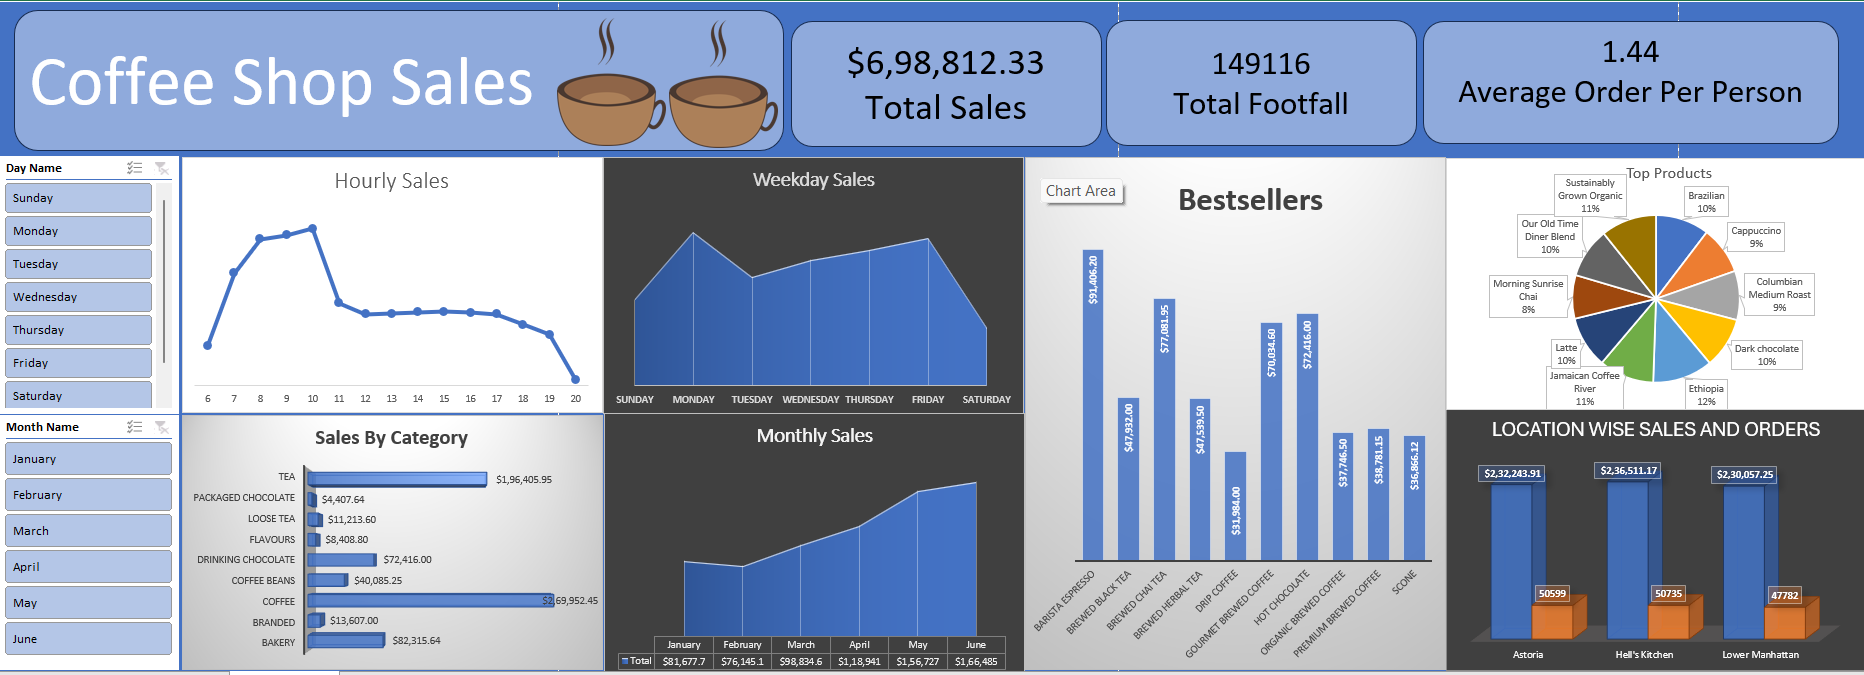 Coffee Shop Sales
$6,98,812.33
Total Sales
149116
Total Footfall
1.44
Average Order Per Person
Day Name
Sunday
Monday
Tuesday
Wednesday
Thursday
Friday
Saturday
Month Name
January
February
March
April
May
June
Hourly Sales
6 7 8 9 10 11 12 13 14 15 16 17 18 19 20
Weekday Sales
SUNDAY MONDAY TUESDAY WEDNESDAY THURSDAY FRIDAY SATURDAY
Sales By Category
TEA $1,96,405.95
PACKAGED CHOCOLATE $4,407.64
LOOSE TEA $11,213.60
FLAVOURS $8,408.80
DRINKING CHOCOLATE $72,416.00
COFFEE BEANS $40,085.25
COFFEE $2,69,952.45
BRANDED $13,607.00
BAKERY $82,315.64
Monthly Sales
January February March April May June
Total $81,677.7 $76,145.1 $98,834.6 $1,18,941 $1,56,727 $1,66,485
Chart Area
Bestsellers
$91,406.20
$47,932.00
$77,081.95
$47,539.50
$31,984.00
$70,034.60
$72,416.00
$37,746.50
$38,781.15
$36,866.12
BARISTA ESPRESSO
BREWED BLACK TEA
BREWED CHAI TEA
BREWED HERBAL TEA
DRIP COFFEE
GOURMET BREWED COFFEE
HOT CHOCOLATE
ORGANIC BREWED COFFEE
PREMIUM BREWED COFFEE
SCONE
Top Products
Sustainably
Grown Organic
11%
Brazilian
10%
Our Old Time
Diner Blend
10%
Cappuccino
9%
Morning Sunrise
Chai
8%
Columbian
Medium Roast
9%
Latte
10%
Dark chocolate
10%
Jamaican Coffee
River
11%
Ethiopia
12%
LOCATION WISE SALES AND ORDERS
$2,32,243.91
$2,36,511.17
$2,30,057.25
50599
50735
47782
Astoria
Hell's Kitchen
Lower Manhattan